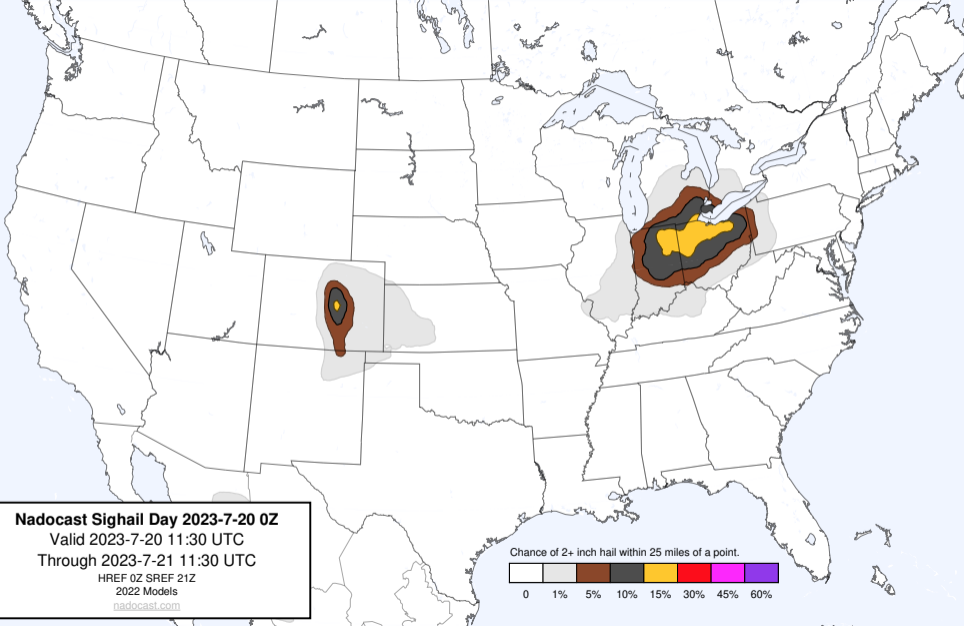 Nadocast Sighail Day 2023-7-20 0Z
Valid 2023-7-20 11:30 UTC
Through 2023-7-21 11:30 UTC
HREF 0Z SREF 21Z
2022 Models
nadocast.com
Chance of 2+ inch hail within 25 miles of a point.
0 1% 5% 10% 15% 30% 45% 60%